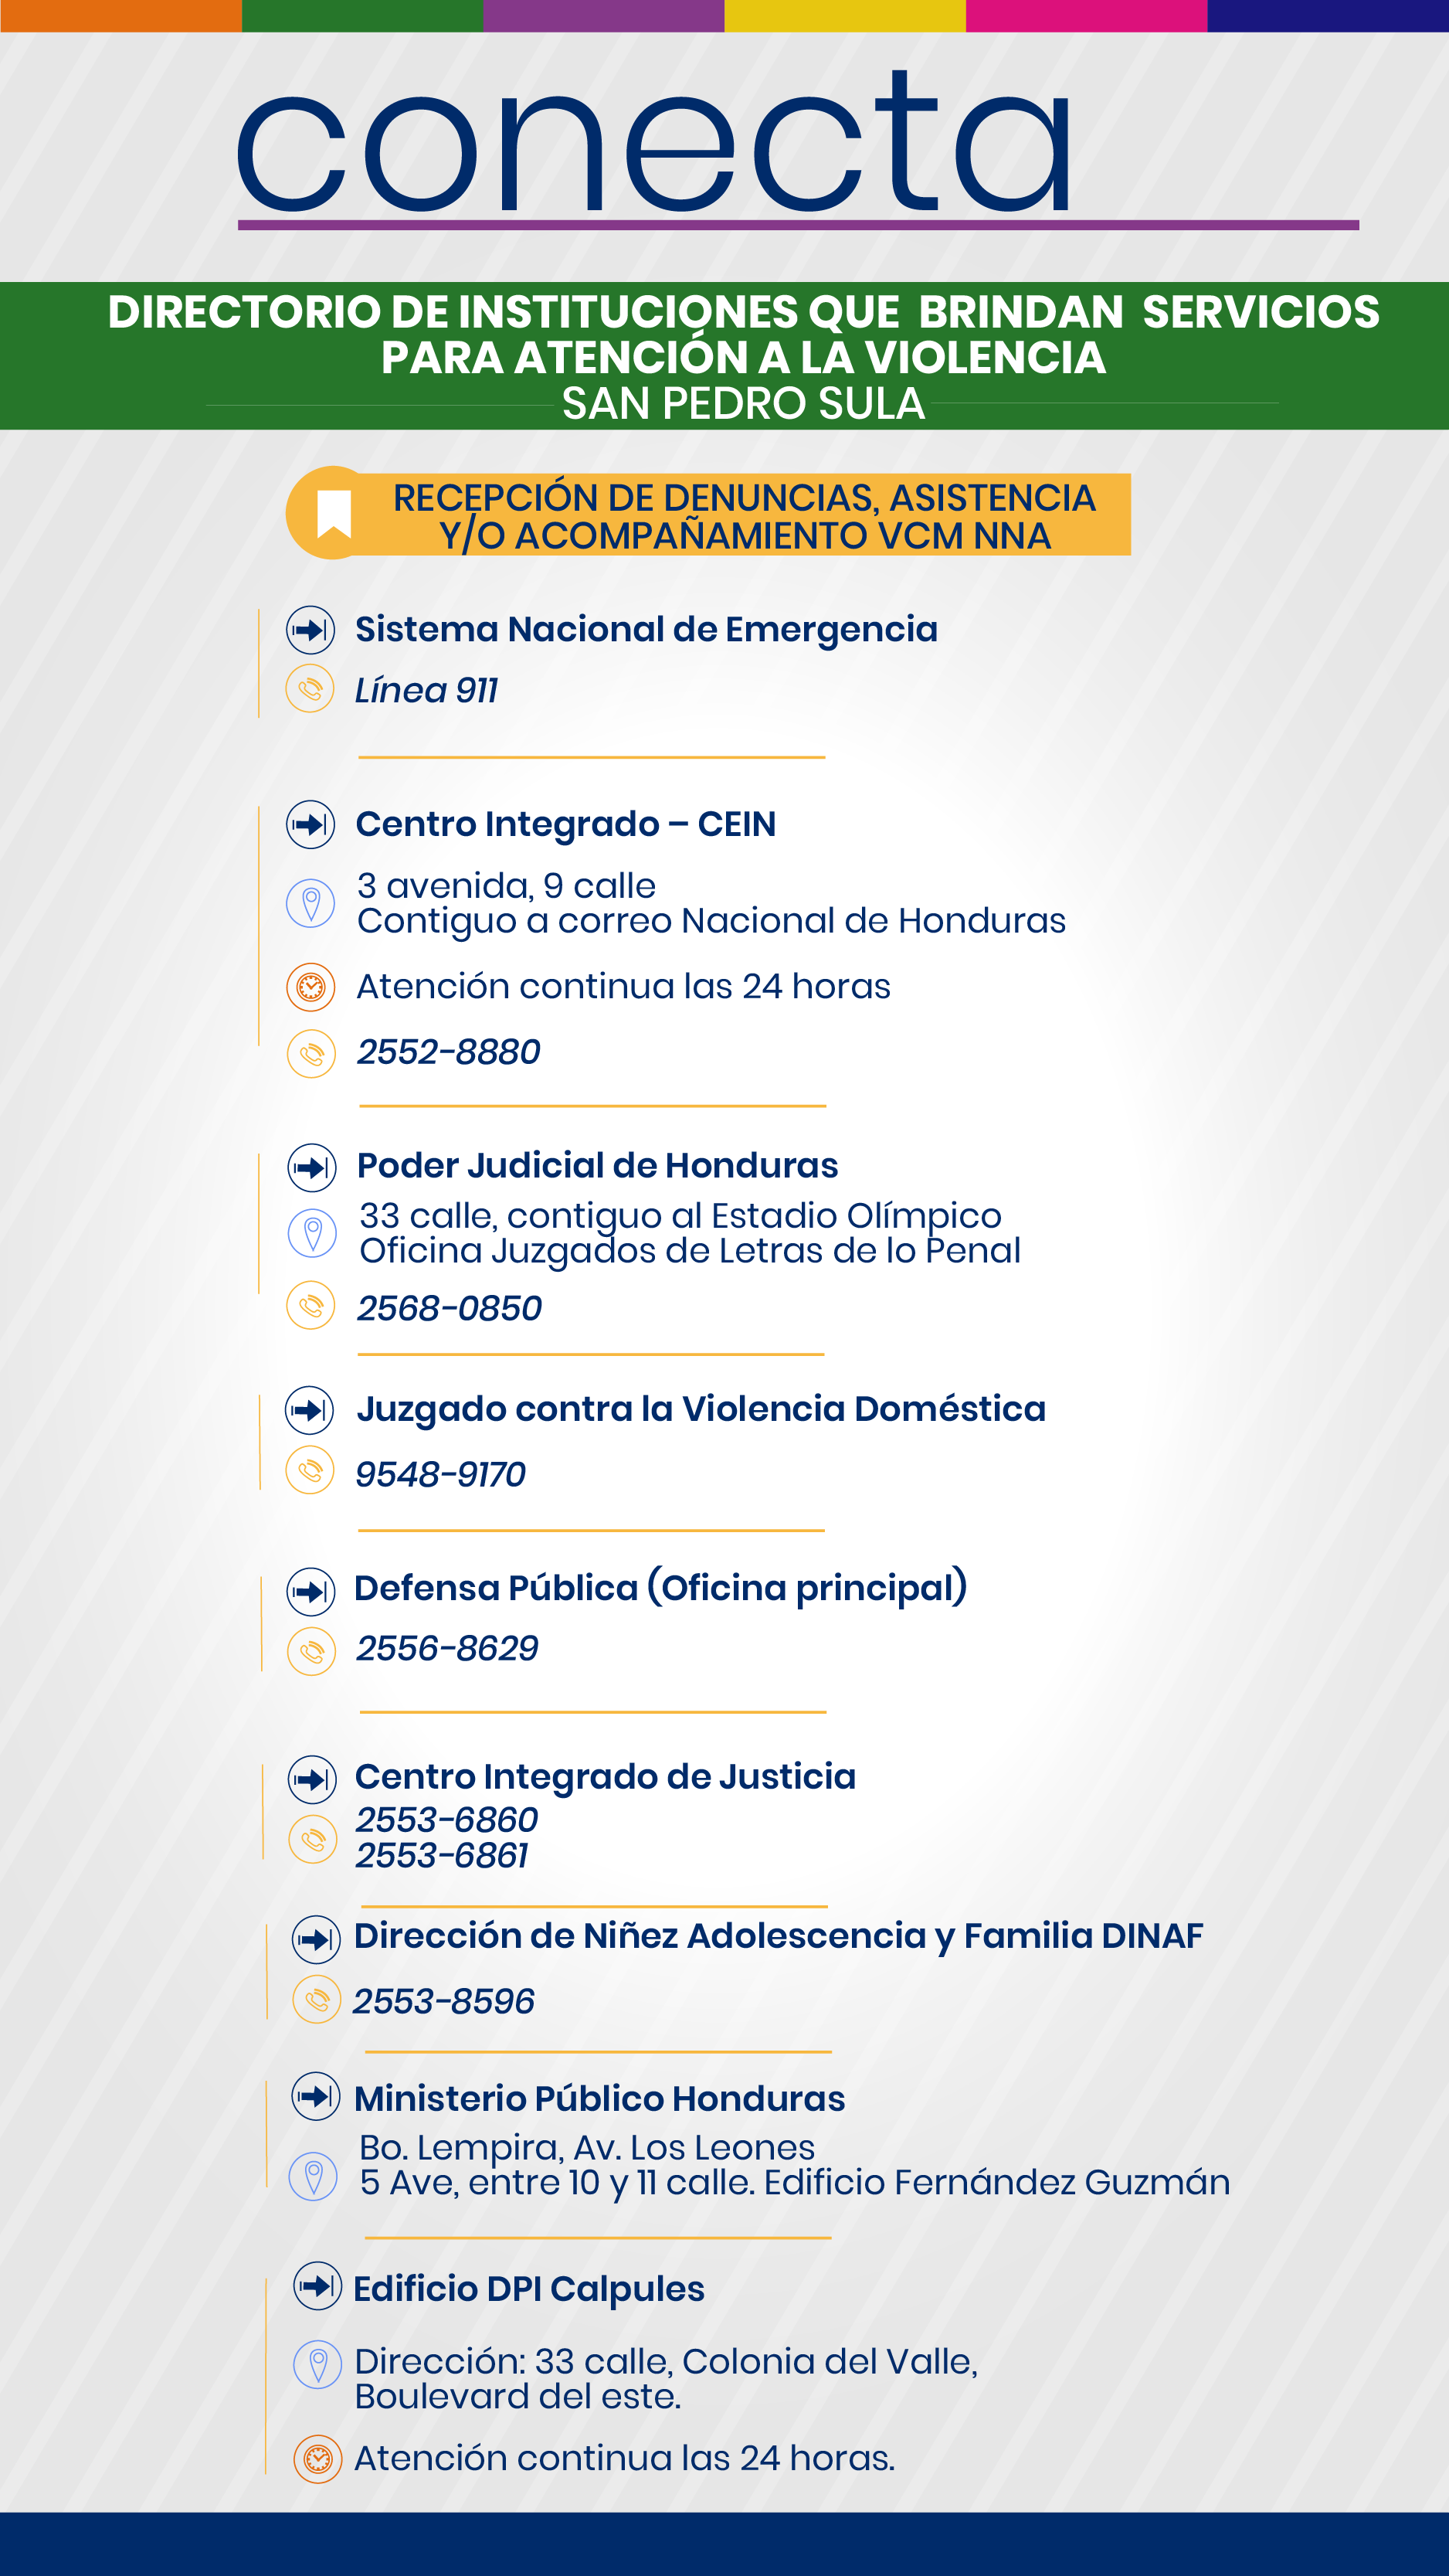 conecta
DIRECTORIO DE INSTITUCIONES QUE BRINDAN SERVICIOS
PARA ATENCIÓN A LA VIOLENCIA
SAN PEDRO SULA
RECEPCIÓN DE DENUNCIAS, ASISTENCIA
Y/O ACOMPAÑAMIENTO VCM NNA
Sistema Nacional de Emergencia
Línea 911
Centro Integrado – CEIN
3 avenida, 9 calle
Contiguo a correo Nacional de Honduras
Atención continua las 24 horas
2552-8880
Poder Judicial de Honduras
33 calle, contiguo al Estadio Olímpico
Oficina Juzgados de Letras de lo Penal
2568-0850
Juzgado contra la Violencia Doméstica
9548-9170
Defensa Pública (Oficina principal)
2556-8629
Centro Integrado de Justicia
2553-6860
2553-6861
Dirección de Niñez Adolescencia y Familia DINAF
2553-8596
Ministerio Público Honduras
Bo. Lempira, Av. Los Leones
5 Ave, entre 10 y 11 calle. Edificio Fernández Guzmán
Edificio DPI Calpules
Dirección: 33 calle, Colonia del Valle,
Boulevard del este.
Atención continua las 24 horas.